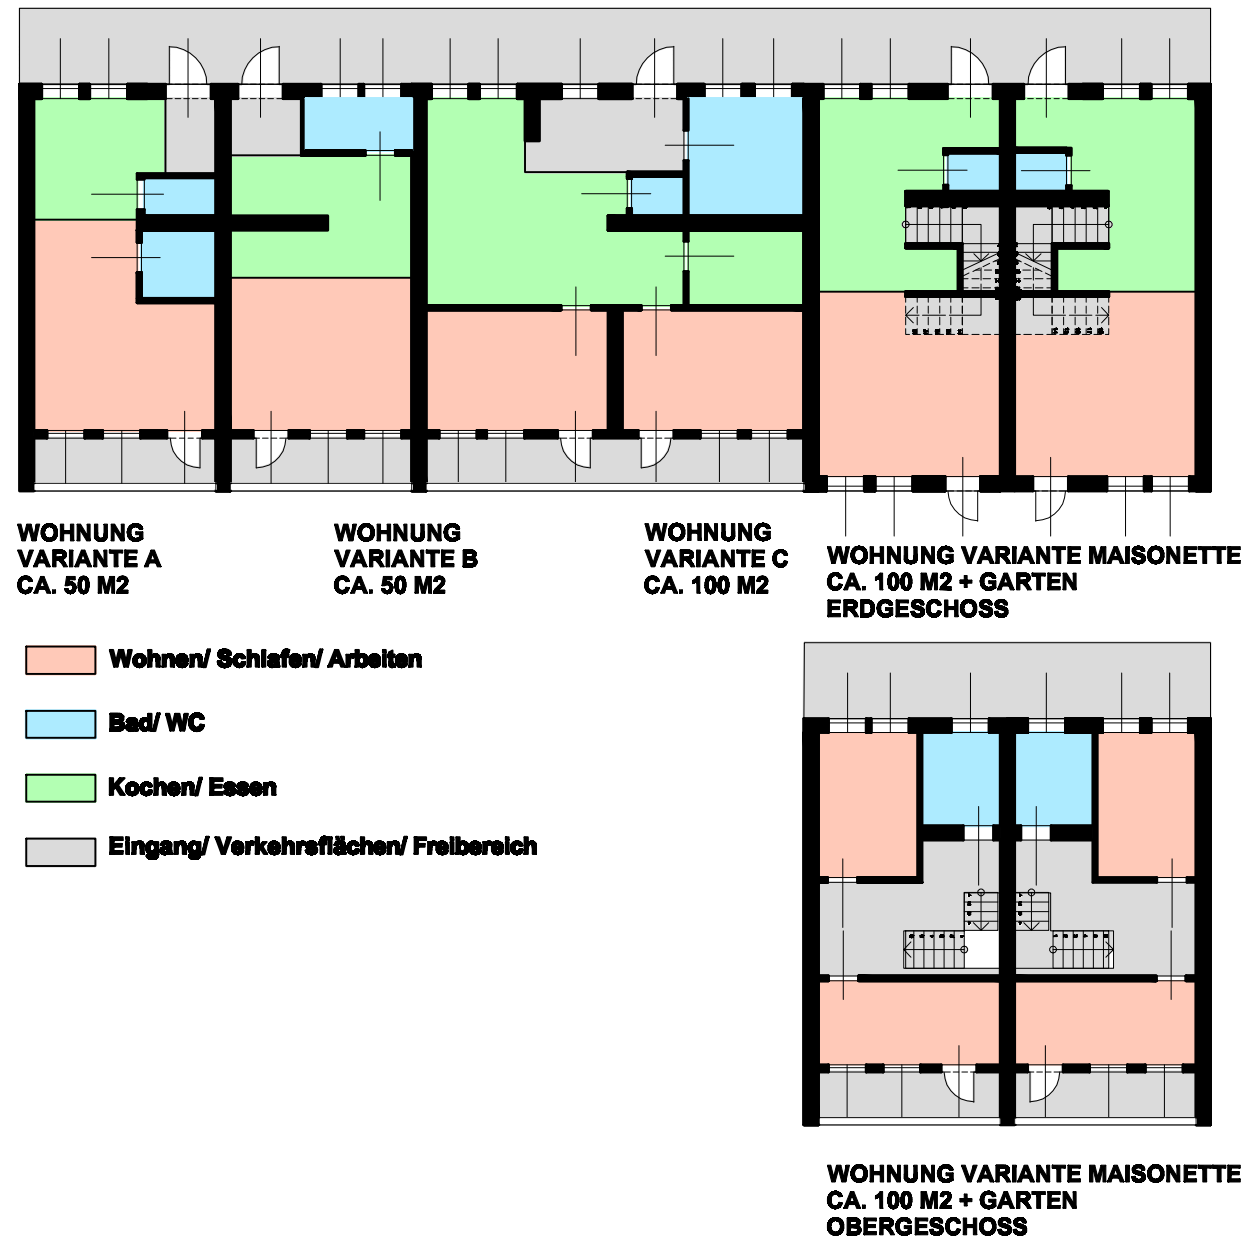 WOHNUNG
VARIANTE A
CA. 50 M2
WOHNUNG
VARIANTE B
CA. 50 M2
WOHNUNG
VARIANTE C
CA. 100 M2
WOHNUNG VARIANTE MAISONETTE
CA. 100 M2 + GARTEN
ERDGESCHOSS
Wohnen/ Schlafen/ Arbeiten
Bad/ WC
Kochen/ Essen
Eingang/ Verkehrsflächen/ Freibereich
WOHNUNG VARIANTE MAISONETTE
CA. 100 M2 + GARTEN
OBERGESCHOSS